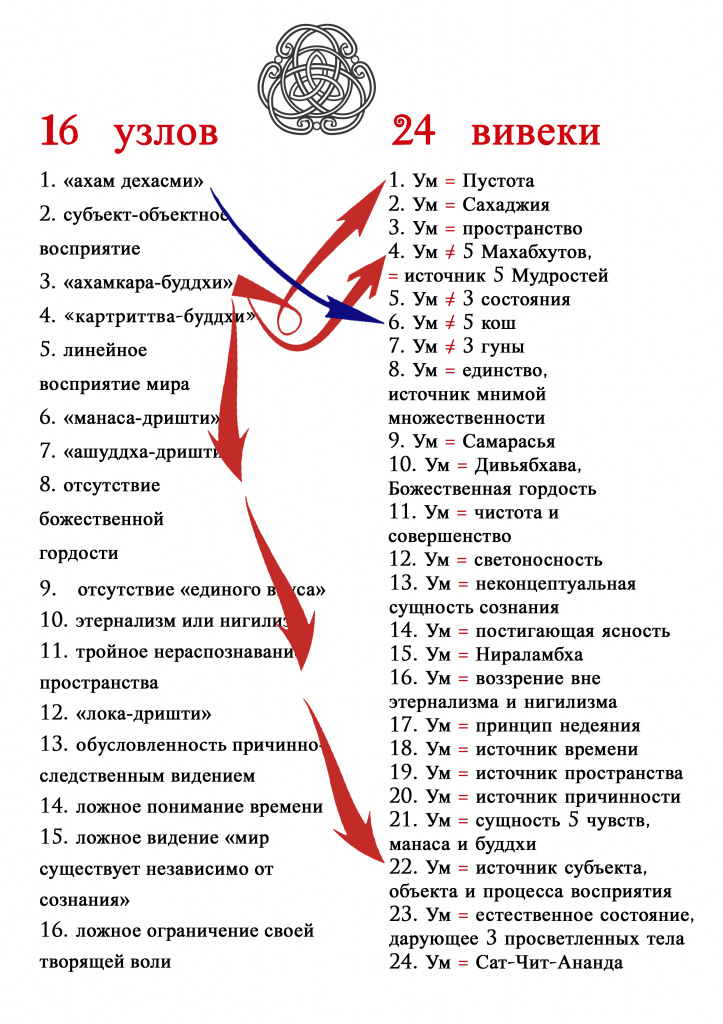 16 узлов
1. «ахам дехасми»
2. субъект-объектное
восприятие
3. «ахамкара-буддхи»
4. «картриттва-буддхи»
5. линейное
восприятие мира
6. «манаса-дришти»
7. «ашуддха-дришти
8. отсутствие
божественной
гордости
9. отсутствие «единого вкуса»
10. этернализм или нигилизм
11. тройное нераспознавание
пространства
12. «лока-дришти»
13. обусловленность причинно-
следственным видением
14. ложное понимание времени
15. ложное видение «мир
существует независимо от
сознания»
16. ложное ограничение своей
творящей воли
24 вивеки
1. Ум = Пустота
2. Ум = Сахаджия
3. Ум = пространство
4. Ум ≠ 5 Махабхутов,
= источник 5 Мудростей
5. Ум ≠ 3 состояния
6. Ум ≠ 5 кош
7. Ум ≠ 3 гуны
8. Ум = единство,
источник мнимой
множественности
9. Ум = Самарасья
10. Ум = Дивьябхава,
Божественная гордость
11. Ум = чистота и
совершенство
12. Ум = светоносность
13. Ум = неконцептуальная
сущность сознания
14. Ум = постигающая ясность
15. Ум = Нираламбха
16. Ум = воззрение вне
этернализма и нигилизма
17. Ум = принцип недеяния
18. Ум = источник времени
19. Ум = источник пространства
20. Ум = источник причинности
21. Ум = сущность 5 чувств,
манаса и буддхи
22. Ум = источник субъекта,
объекта и процесса восприятия
23. Ум = естественное состояние,
дарующее 3 просветленных тела
24. Ум = Сат-Чит-Ананда